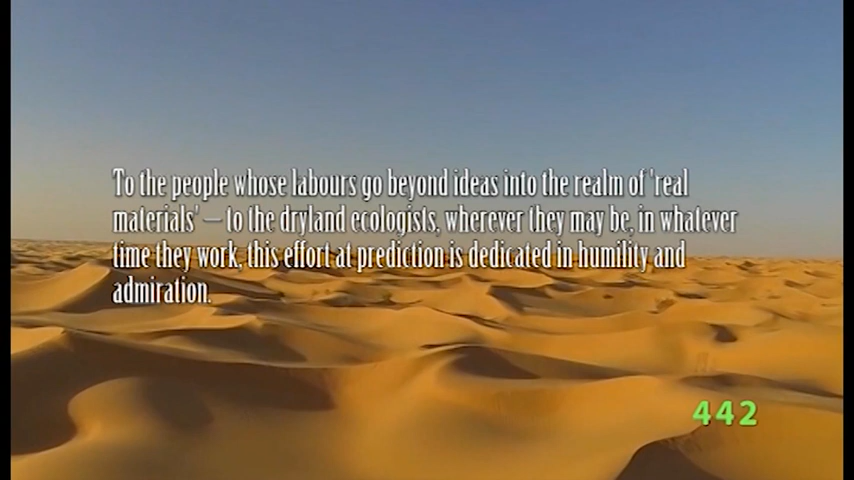 To the people whose labours go beyond ideas into the realm of 'real
materials' – to the dryland ecologists, wherever they may be, in whatever
time they work, this effort at prediction is dedicated in humility and
admiration.
442